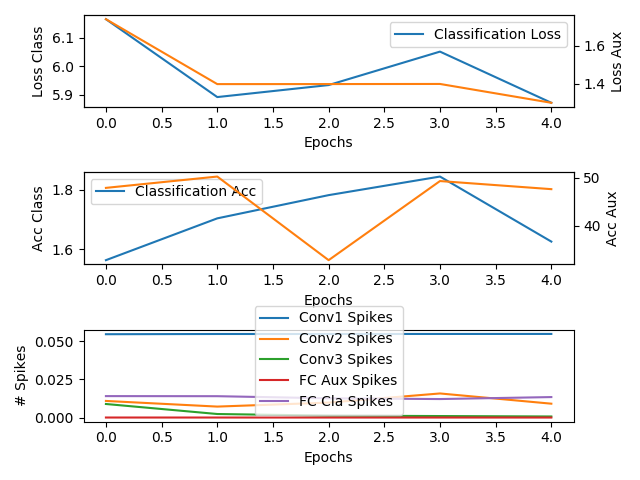 Classification Loss
6.1
6.0
5.9
Loss Class
1.6
1.4
Loss Aux
0.0 0.5 1.0 1.5 2.0 2.5 3.0 3.5 4.0
Epochs
Classification Acc
1.8
1.6
Acc Class
50
40
Acc Aux
0.0 0.5 1.0 1.5 2.0 2.5 3.0 3.5 4.0
Epochs
Conv1 Spikes
Conv2 Spikes
Conv3 Spikes
FC Aux Spikes
FC Cla Spikes
0.050
0.025
0.000
# Spikes
0.0 0.5 1.0 1.5 2.0 2.5 3.0 3.5 4.0
Epochs